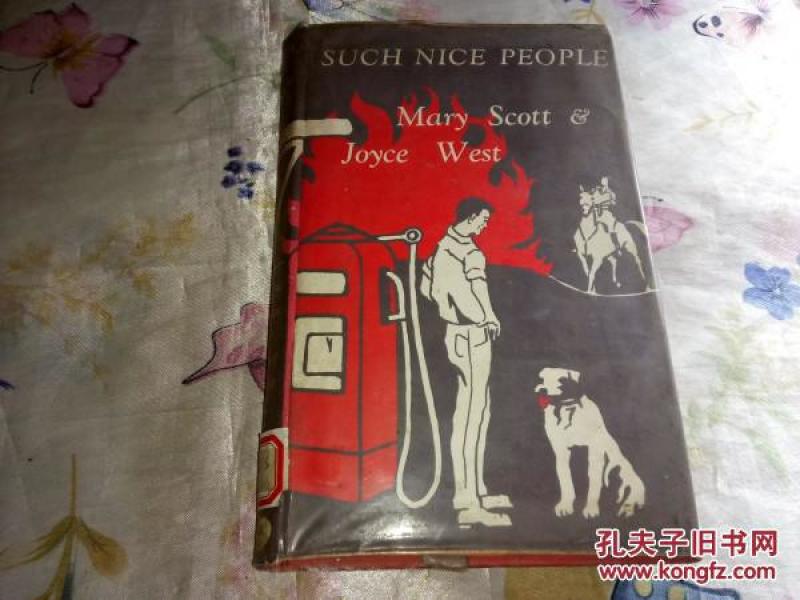 SUCH NICE PEOPLE
Mary Scott &
Joyce West
孔夫子旧书网
www.kongfz.com